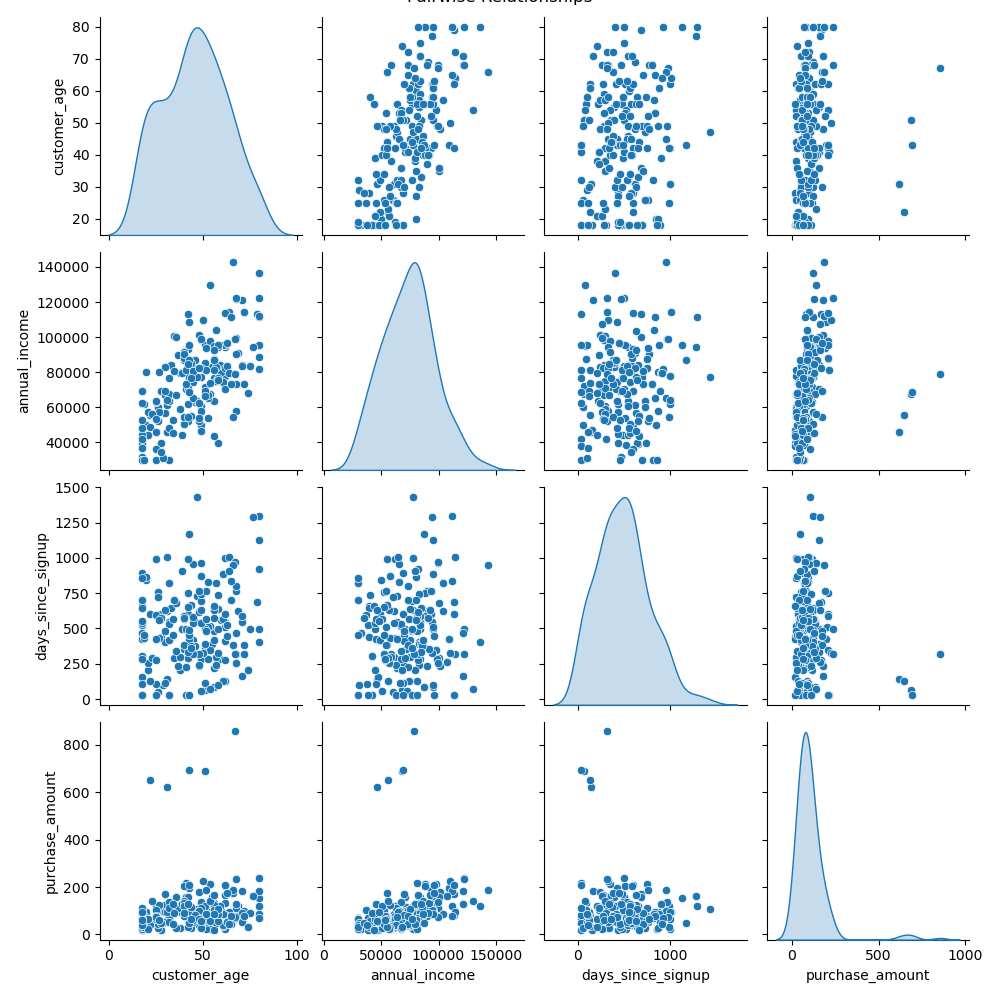 Pairwise Relationships
80
70
60
50
40
30
20
customer_age
140000
120000
100000
80000
60000
40000
annual_income
1500
1250
1000
750
500
250
0
days_since_signup
800
600
400
200
0
purchase_amount
0 50 100
0 50000 100000 150000
0 1000
0 500 1000
customer_age
annual_income
days_since_signup
purchase_amount